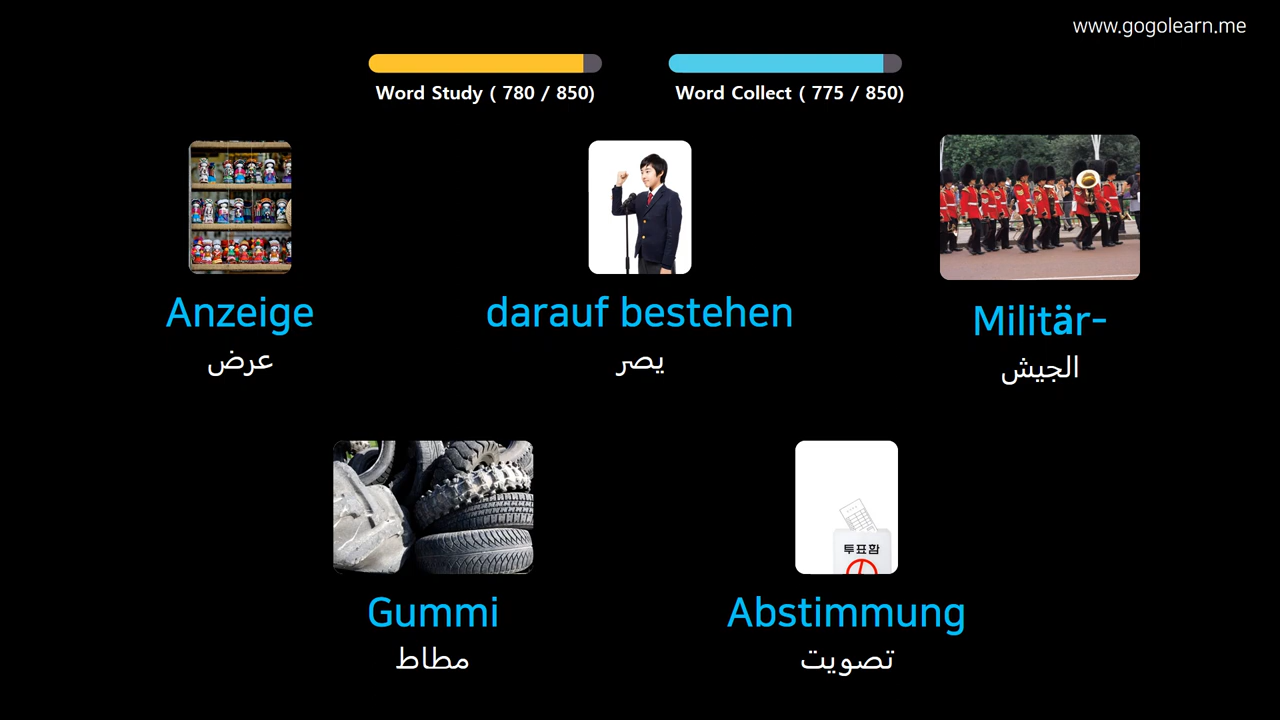 www.gogolearn.me
Word Study ( 780 / 850)
Word Collect ( 775 / 850)
Anzeige
عرض
darauf bestehen
يصر
Militär-
الجيش
Gummi
مطاط
투표함
Abstimmung
تصويت